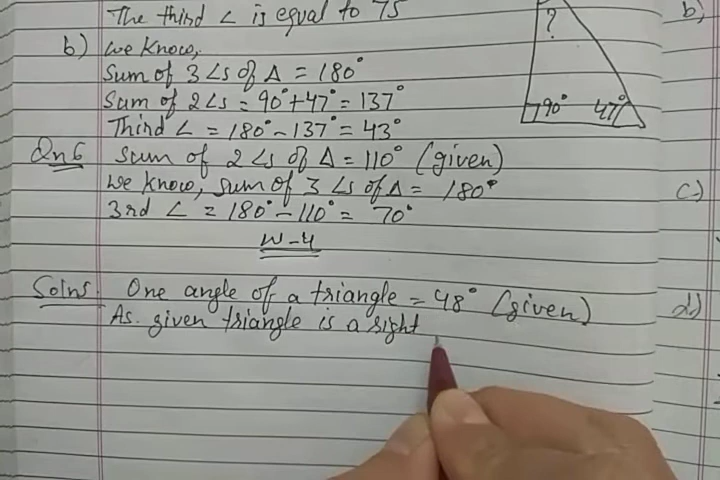 The third ∠ is equal to 75
b) We know,
Sum of 3 ∠s of Δ = 180°
Sum of 2 ∠s = 90° + 47° = 137°
Third ∠ = 180° - 137° = 43°
?
90° 47°
Qn 6 Sum of 2 ∠s of Δ = 110° (given)
We know, sum of 3 ∠s of Δ = 180°
3rd ∠ = 180° - 110° = 70°
W-4
Solns. One angle of a triangle = 48° (given)
As given triangle is a right
b)
c)
d)